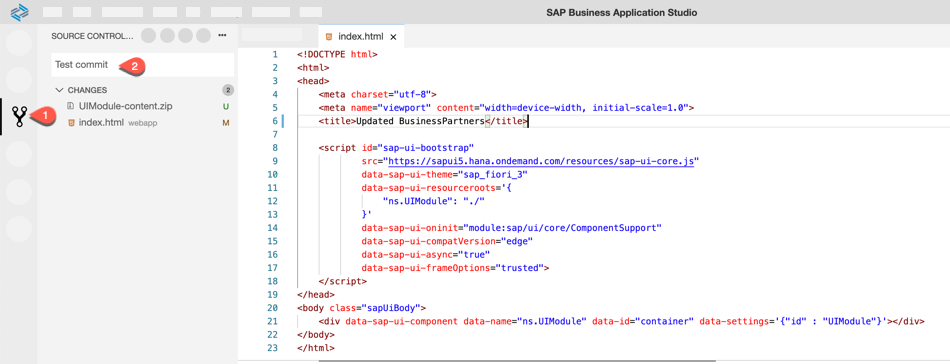 SAP Business Application Studio
SOURCE CONTROL... •••
Test commit 2
CHANGES 2
UIModule-content.zip U
1
index.html webapp M
index.html ×
1 <!DOCTYPE html>
2 <html>
3 <head>
4 <meta charset="utf-8">
5 <meta name="viewport" content="width=device-width, initial-scale=1.0">
6 <title>Updated BusinessPartners</title>
7
8 <script id="sap-ui-bootstrap"
9 src="https://sapui5.hana.ondemand.com/resources/sap-ui-core.js"
10 data-sap-ui-theme="sap_fiori_3"
11 data-sap-ui-resourceroots='{
12 "ns.UIModule": "./"
13 }'
14 data-sap-ui-oninit="module:sap/ui/core/ComponentSupport"
15 data-sap-ui-compatVersion="edge"
16 data-sap-ui-async="true"
17 data-sap-ui-frameOptions="trusted">
18 </script>
19 </head>
20 <body class="sapUiBody">
21 <div data-sap-ui-component data-name="ns.UIModule" data-id="container" data-settings='{"id" : "UIModule"}'></div>
22 </body>
23 </html>